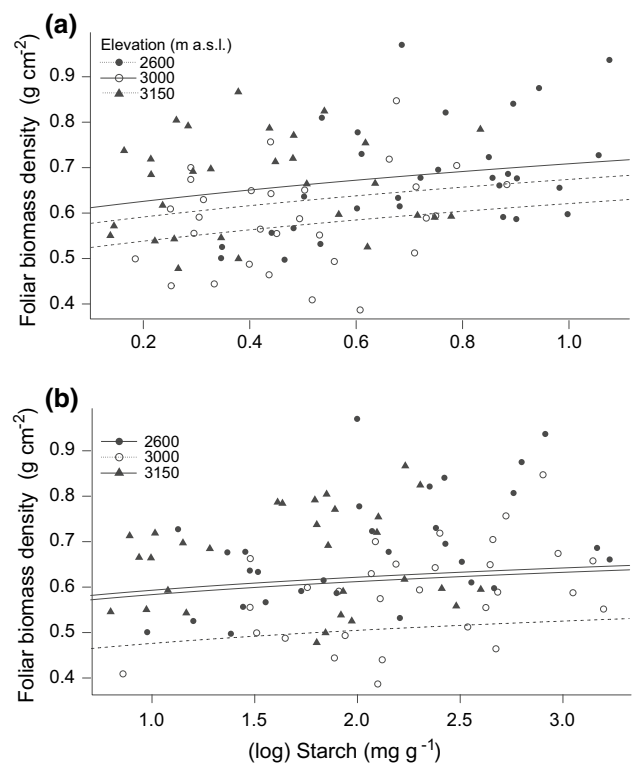 (a)
Elevation (m a.s.l.)
2600
3000
3150
Foliar biomass density (g cm⁻²)
0.9
0.8
0.7
0.6
0.5
0.4
0.2 0.4 0.6 0.8 1.0
(b)
2600
3000
3150
Foliar biomass density (g cm⁻²)
0.9
0.8
0.7
0.6
0.5
0.4
1.0 1.5 2.0 2.5 3.0
(log) Starch (mg g⁻¹)